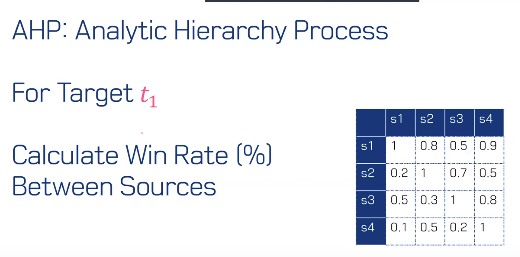 AHP: Analytic Hierarchy Process
For Target t₁
Calculate Win Rate (%)
Between Sources
s1 s2 s3 s4
s1 1 0.8 0.5 0.9
s2 0.2 1 0.7 0.5
s3 0.5 0.3 1 0.8
s4 0.1 0.5 0.2 1